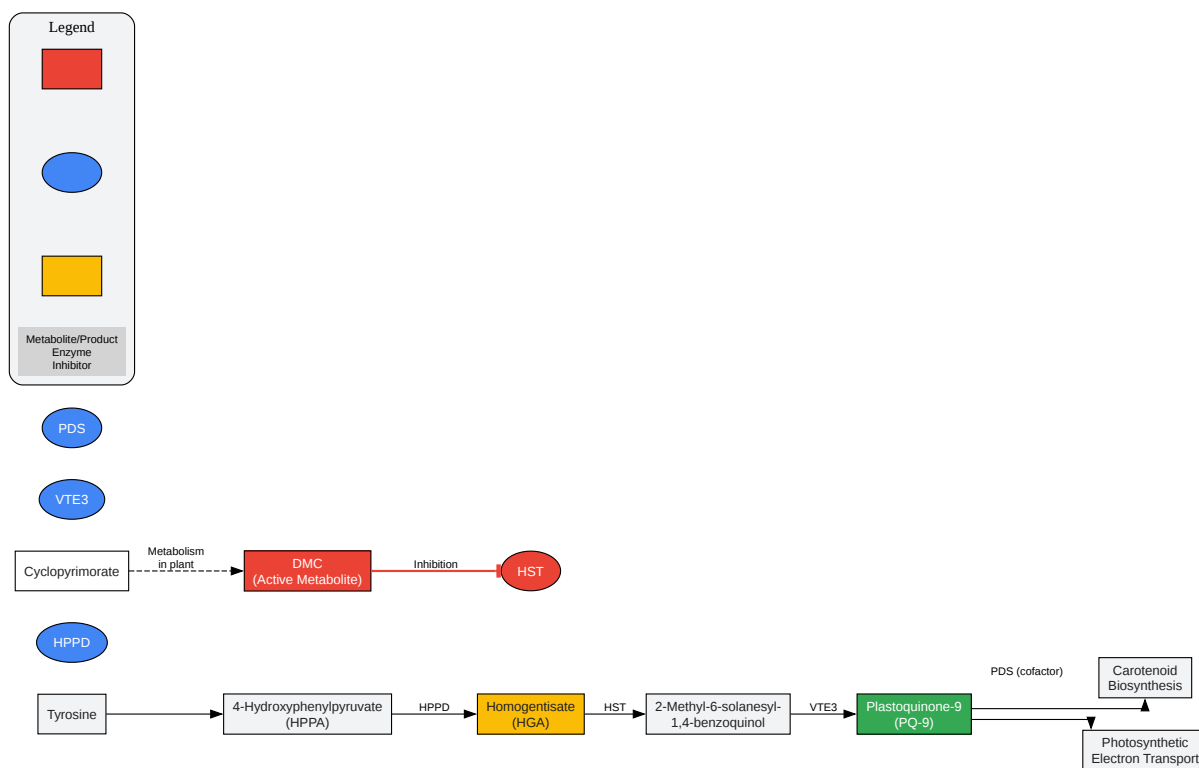 Legend
Metabolite/Product
Enzyme
Inhibitor
PDS
VTE3
Cyclopyrimorate
Metabolism
in plant
DMC
(Active Metabolite)
Inhibition
HST
HPPD
Tyrosine
4-Hydroxyphenylpyruvate
(HPPA)
HPPD
Homogentisate
(HGA)
HST
2-Methyl-6-solanesyl-
1,4-benzoquinol
VTE3
Plastoquinone-9
(PQ-9)
PDS (cofactor)
Carotenoid
Biosynthesis
Photosynthetic
Electron Transport